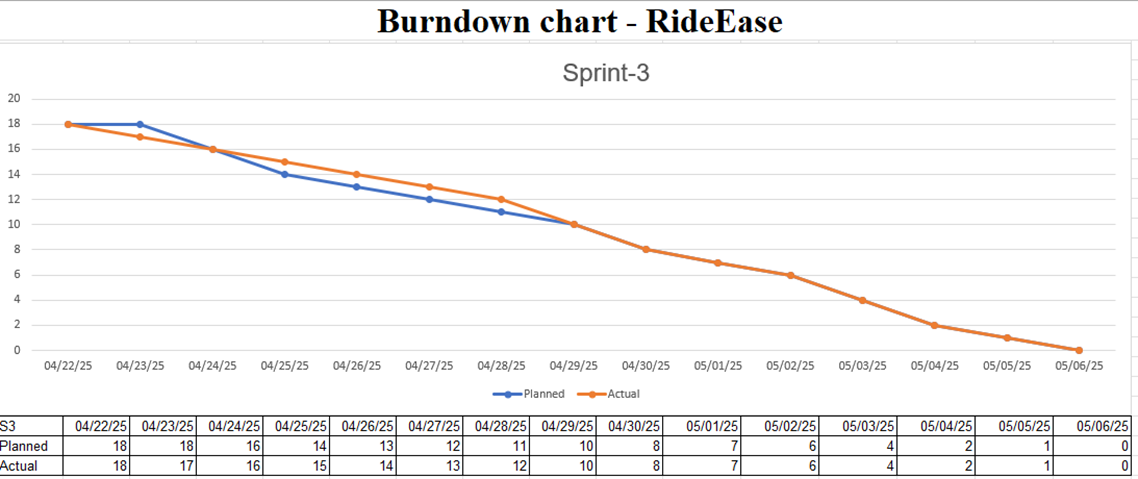 Burndown chart - RideEase
Sprint-3
20
18
16
14
12
10
8
6
4
2
0
04/22/25 04/23/25 04/24/25 04/25/25 04/26/25 04/27/25 04/28/25 04/29/25 04/30/25 05/01/25 05/02/25 05/03/25 05/04/25 05/05/25 05/06/25
Planned Actual
S3 04/22/25 04/23/25 04/24/25 04/25/25 04/26/25 04/27/25 04/28/25 04/29/25 04/30/25 05/01/25 05/02/25 05/03/25 05/04/25 05/05/25 05/06/25
Planned 18 18 16 14 13 12 11 10 8 7 6 4 2 1 0
Actual 18 17 16 15 14 13 12 10 8 7 6 4 2 1 0